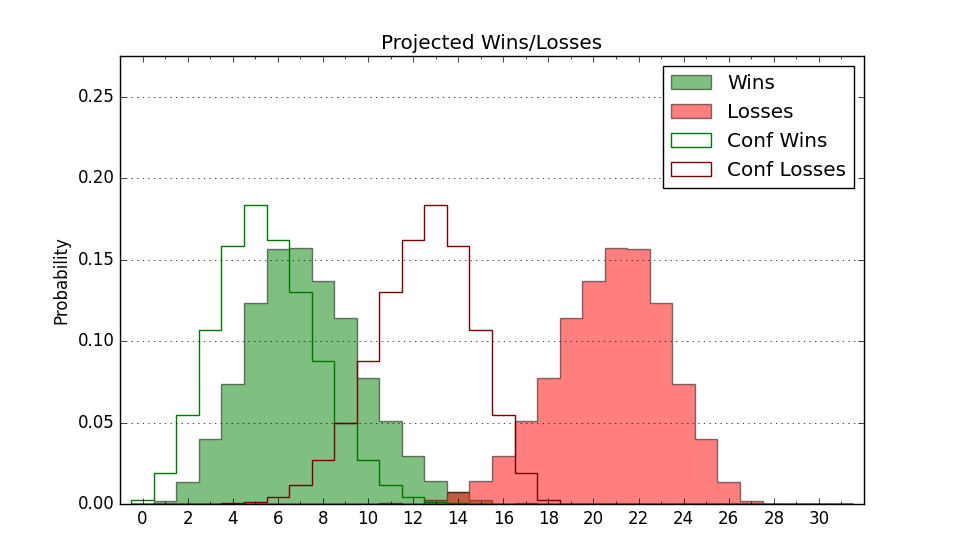 Projected Wins/Losses
Wins
Losses
Conf Wins
Conf Losses
Probability
0.25
0.20
0.15
0.10
0.05
0.00
0 2 4 6 8 10 12 14 16 18 20 22 24 26 28 30